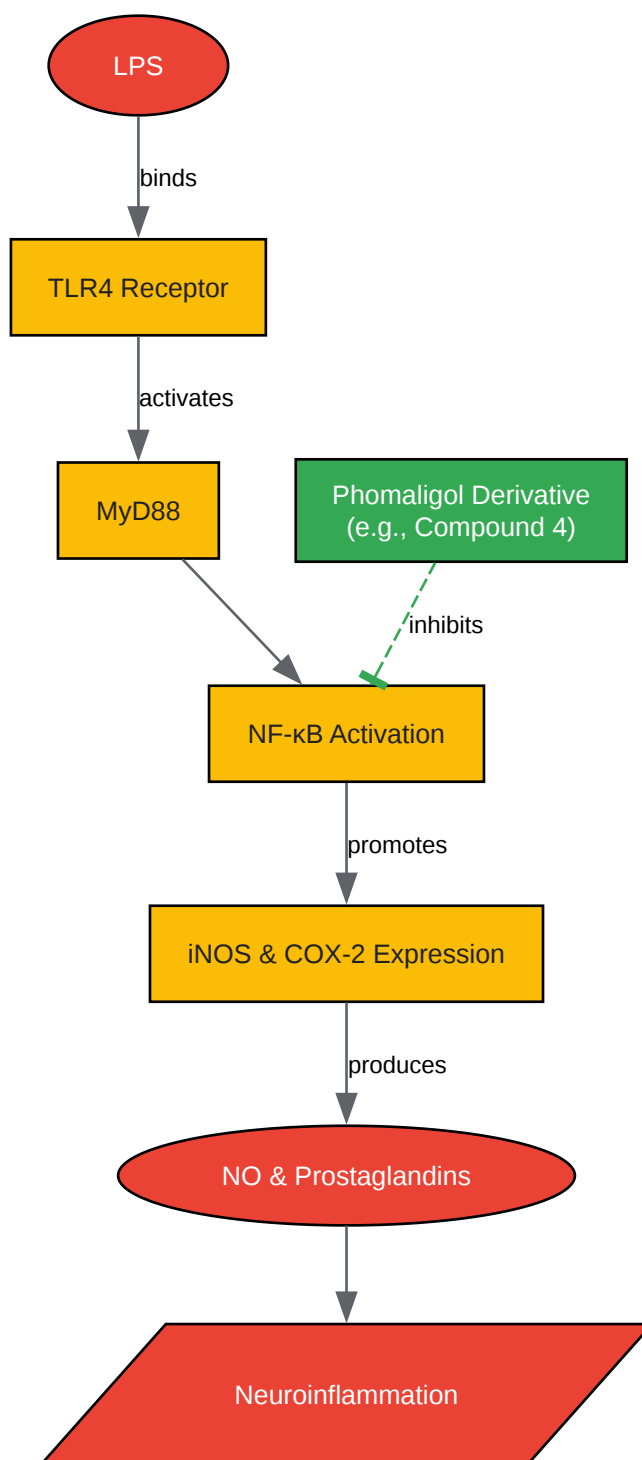 LPS
binds
TLR4 Receptor
activates
MyD88
Phomaligol Derivative
(e.g., Compound 4)
inhibits
NF-κB Activation
promotes
iNOS & COX-2 Expression
produces
NO & Prostaglandins
Neuroinflammation